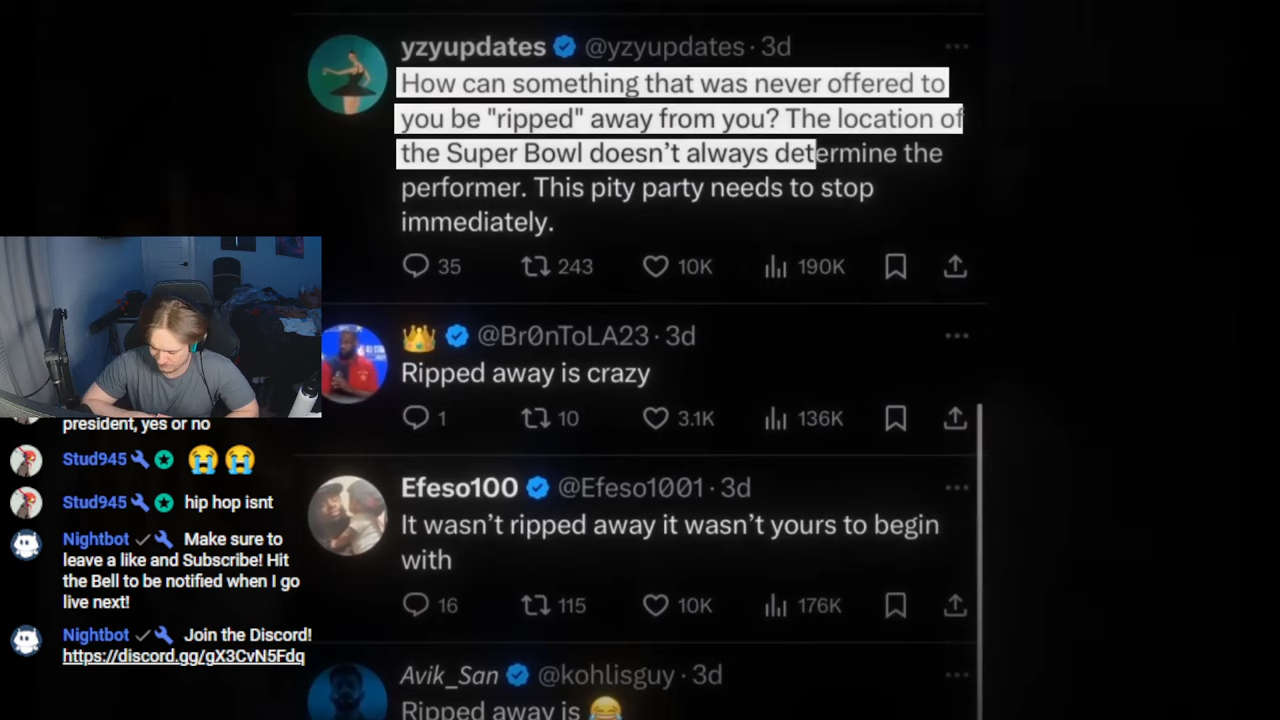 yzyupdates @yzyupdates · 3d
How can something that was never offered to
you be "ripped" away from you? The location of
the Super Bowl doesn't always determine the
performer. This pity party needs to stop
immediately.
35 243 10K 190K
👑 @Br0nToLA23 · 3d
Ripped away is crazy
1 10 3.1K 136K
Efeso100 @Efeso1001 · 3d
It wasn't ripped away it wasn't yours to begin
with
16 115 10K 176K
Avik_San @kohlisguy · 3d
Ripped away is 😂
president, yes or no
Stud945 😭 😭
Stud945 hip hop isnt
Nightbot Make sure to
leave a like and Subscribe! Hit
the Bell to be notified when I go
live next!
Nightbot Join the Discord!
https://discord.gg/gX3CvN5Fdq